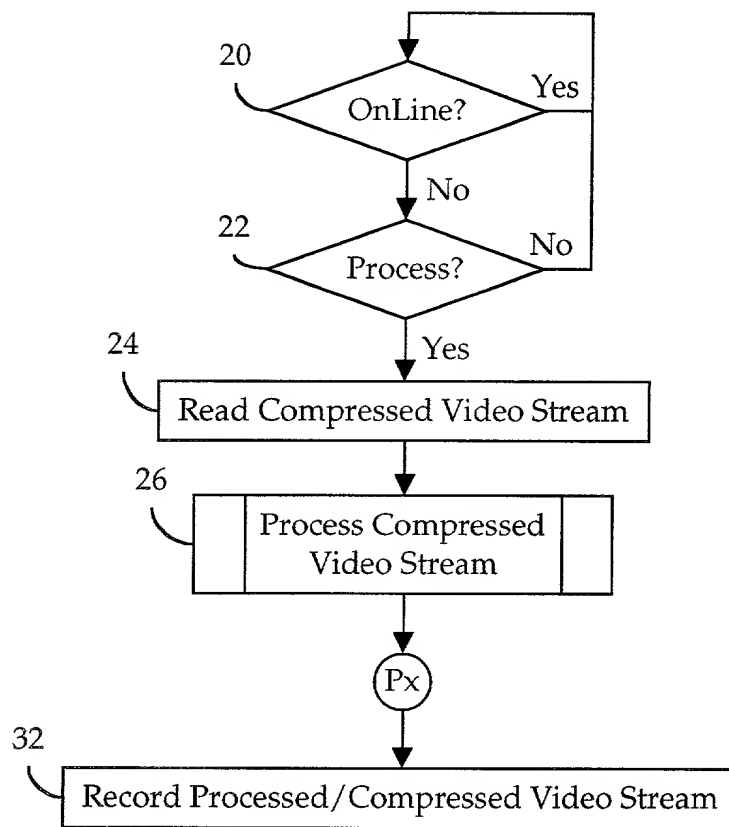 20
OnLine?
Yes
No
22
Process?
No
Yes
24
Read Compressed Video Stream
26
Process Compressed
Video Stream
Px
32
Record Processed/Compressed Video Stream